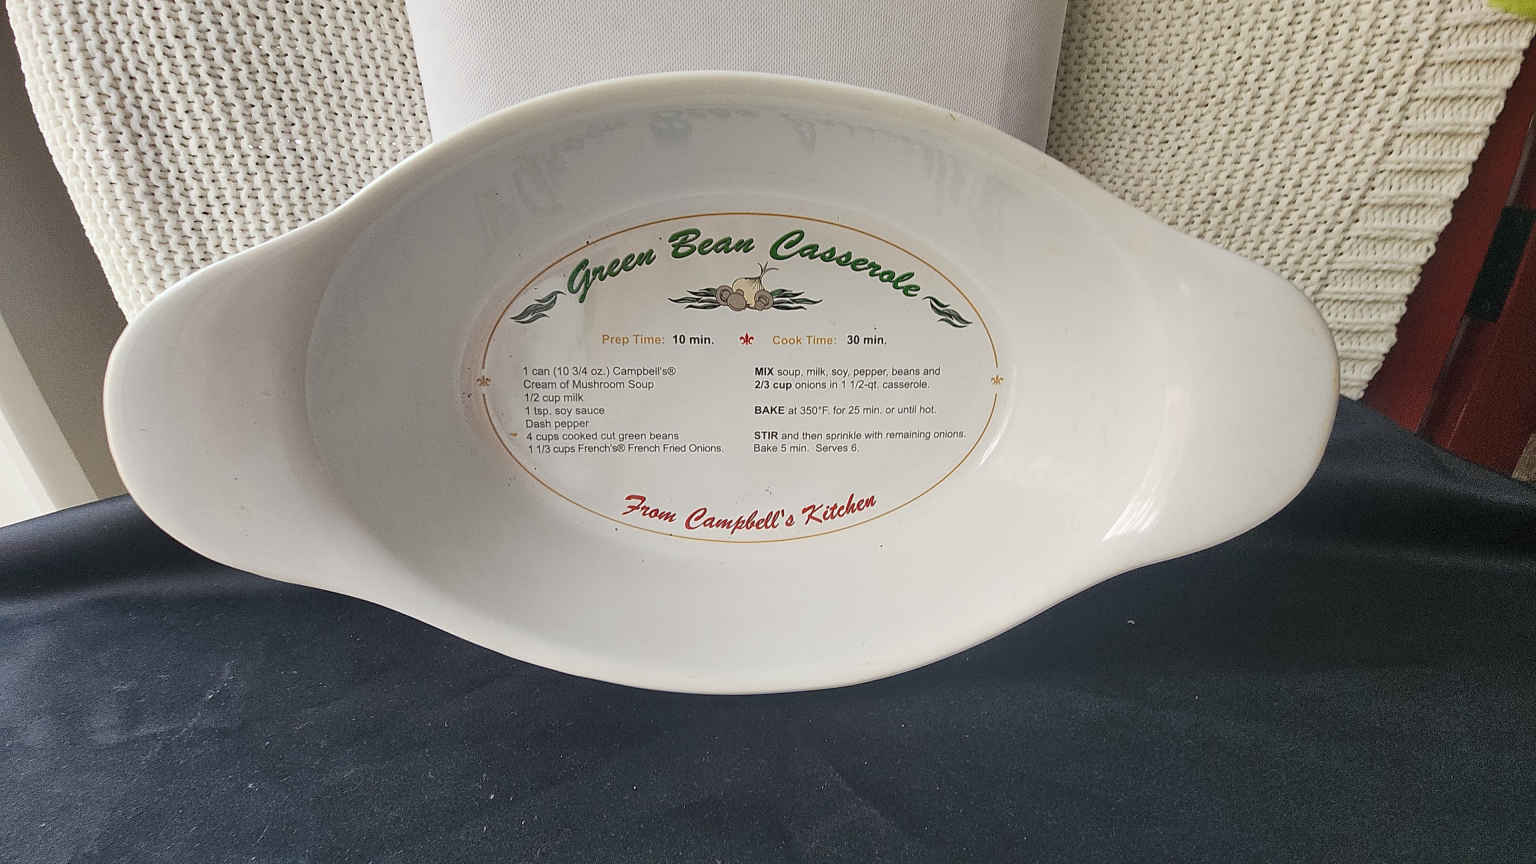 Green Bean Casserole
Prep Time: 10 min. Cook Time: 30 min.
1 can (10 3/4 oz.) Campbell's®
Cream of Mushroom Soup
1/2 cup milk
1 tsp. soy sauce
Dash pepper
4 cups cooked cut green beans
1 1/3 cups French's® French Fried Onions.
MIX soup, milk, soy, pepper, beans and
2/3 cup onions in 1 1/2-qt. casserole.
BAKE at 350°F. for 25 min. or until hot.
STIR and then sprinkle with remaining onions.
Bake 5 min. Serves 6.
From Campbell's Kitchen